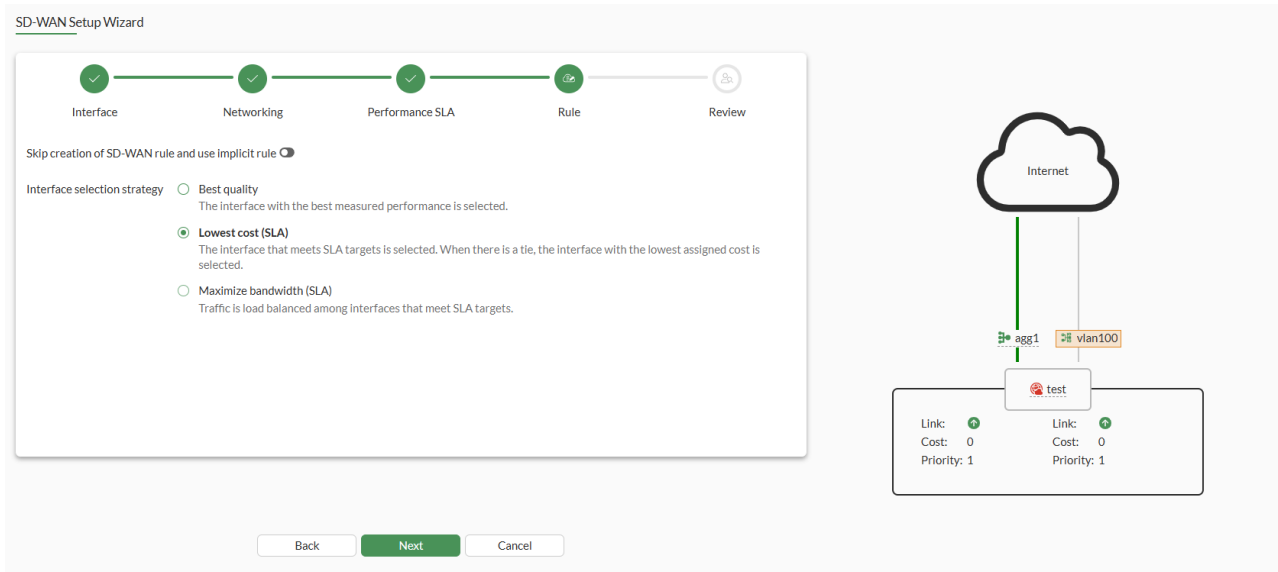 SD-WAN Setup Wizard
Interface
Networking
Performance SLA
Rule
Review
Skip creation of SD-WAN rule and use implicit rule
Interface selection strategy
Best quality
The interface with the best measured performance is selected.
Lowest cost (SLA)
The interface that meets SLA targets is selected. When there is a tie, the interface with the lowest assigned cost is
selected.
Maximize bandwidth (SLA)
Traffic is load balanced among interfaces that meet SLA targets.
Back
Next
Cancel
Internet
agg1
vlan100
test
Link:
Cost: 0
Priority: 1
Link:
Cost: 0
Priority: 1